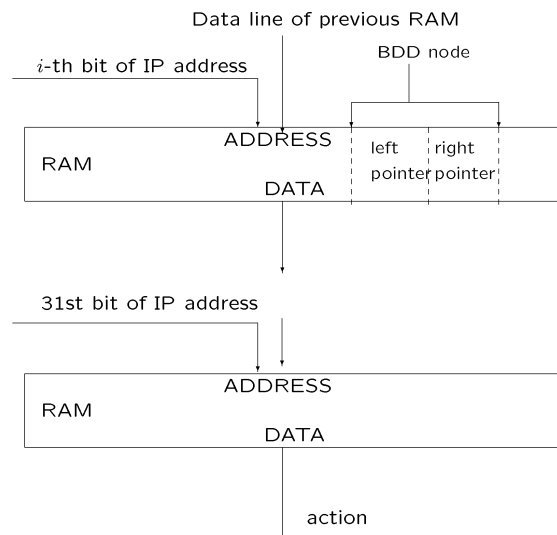 Data line of previous RAM
BDD node
i-th bit of IP address
ADDRESS
RAM
left
pointer
right
pointer
DATA
31st bit of IP address
ADDRESS
RAM
DATA
action